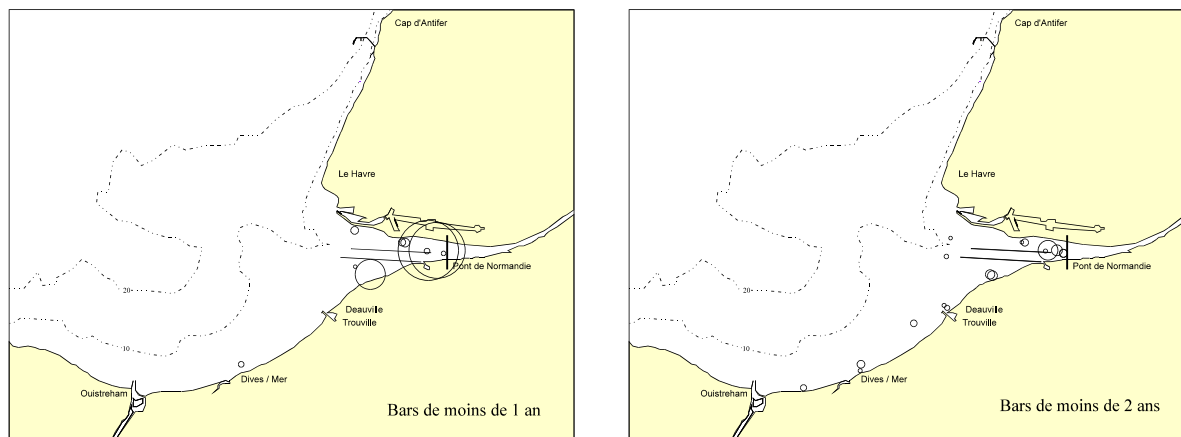 Cap d'Antifer
Le Havre
Pont de Normandie
20
Deauville
Trouville
10
Dives / Mer
Ouistreham
Bars de moins de 1 an
Cap d'Antifer
Le Havre
Pont de Normandie
20
Deauville
Trouville
10
Dives / Mer
Ouistreham
Bars de moins de 2 ans